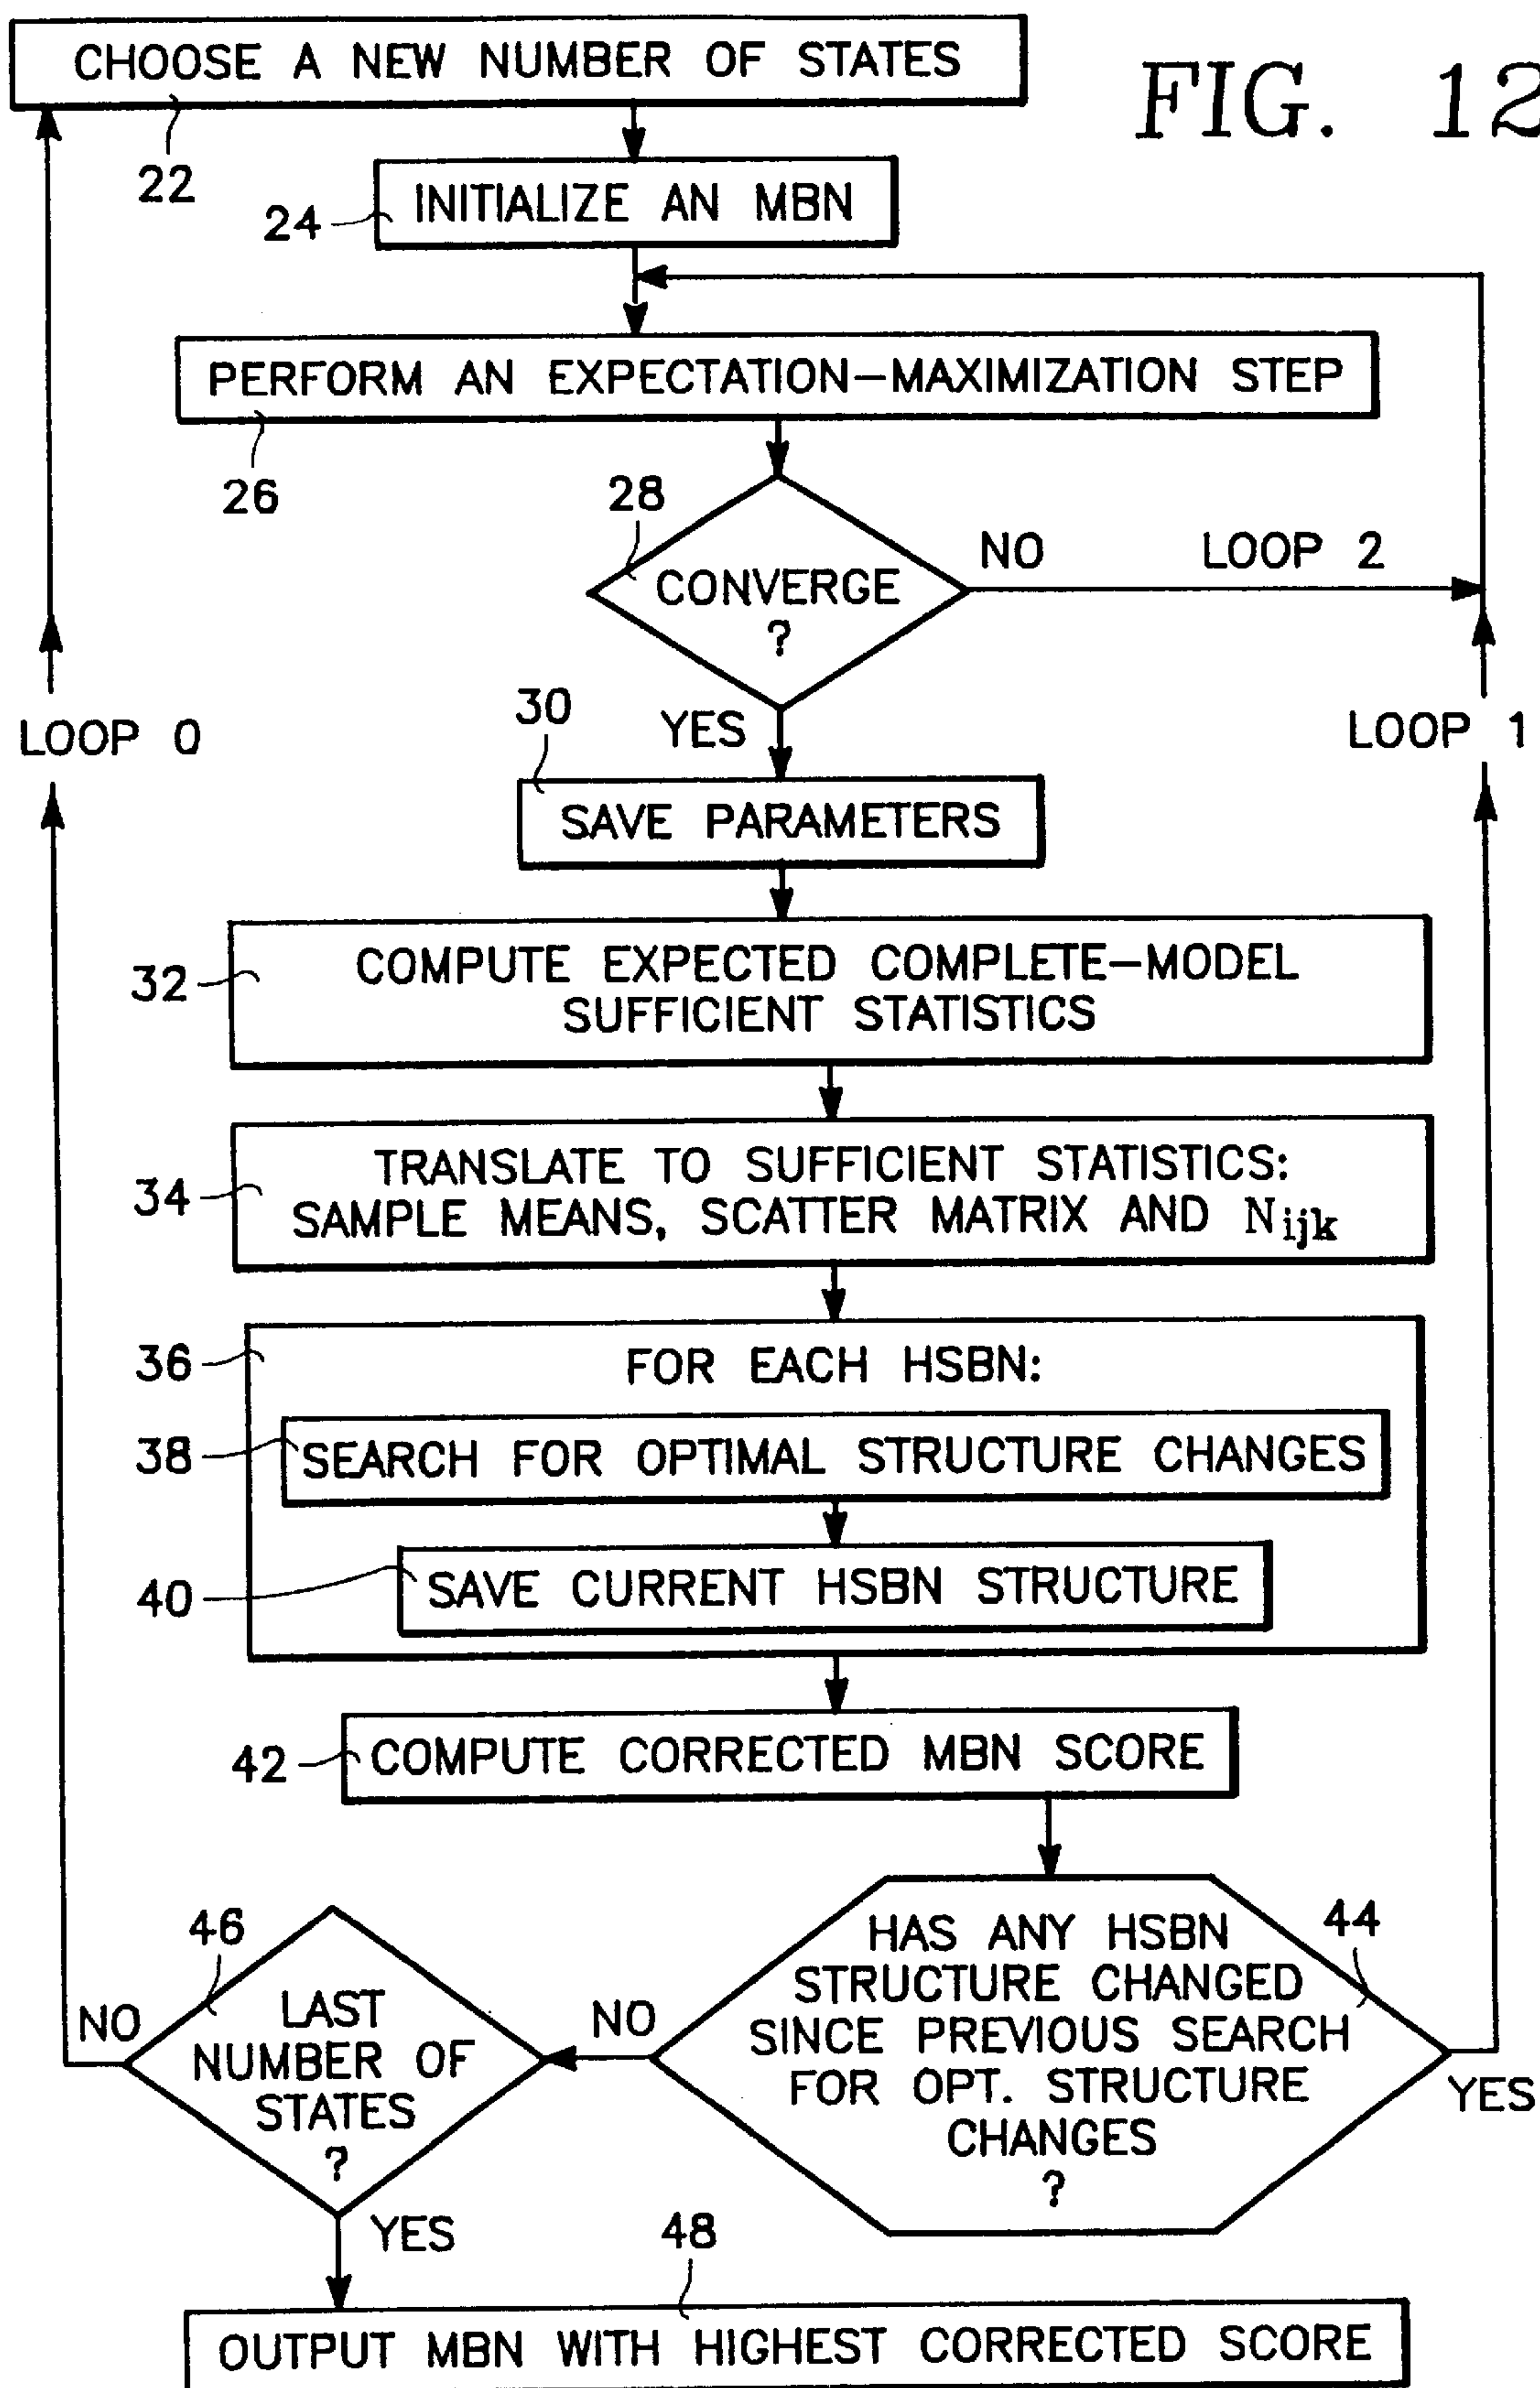 CHOOSE A NEW NUMBER OF STATES
FIG. 12
22
INITIALIZE AN MBN
24
PERFORM AN EXPECTATION-MAXIMIZATION STEP
26
28
CONVERGE
?
NO
LOOP 2
LOOP 0
LOOP 1
YES
30
SAVE PARAMETERS
32
COMPUTE EXPECTED COMPLETE-MODEL
SUFFICIENT STATISTICS
34
TRANSLATE TO SUFFICIENT STATISTICS:
SAMPLE MEANS, SCATTER MATRIX AND Nijk
36
FOR EACH HSBN:
38
SEARCH FOR OPTIMAL STRUCTURE CHANGES
40
SAVE CURRENT HSBN STRUCTURE
42
COMPUTE CORRECTED MBN SCORE
44
HAS ANY HSBN
STRUCTURE CHANGED
SINCE PREVIOUS SEARCH
FOR OPT. STRUCTURE
CHANGES
?
YES
NO
46
LAST
NUMBER OF
STATES
?
NO
YES
48
OUTPUT MBN WITH HIGHEST CORRECTED SCORE